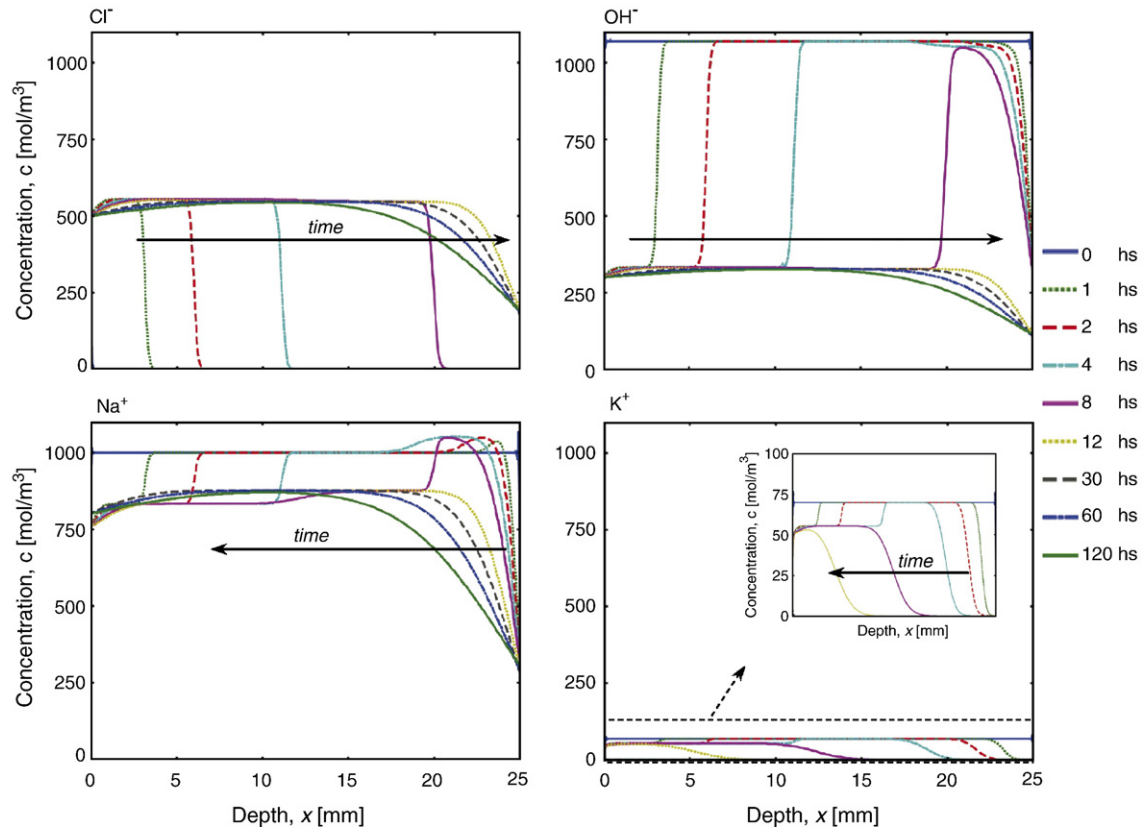 Cl⁻
OH⁻
1000
750
500
250
0
Concentration, c [mol/m³]
time
1000
750
500
250
0
0 hs
1 hs
2 hs
4 hs
8 hs
12 hs
30 hs
60 hs
120 hs
Na⁺
K⁺
1000
750
500
250
0
Concentration, c [mol/m³]
time
0 5 10 15 20 25
Depth, x [mm]
1000
750
500
250
0
100
75
50
25
0
Concentration, c [mol/m³]
time
Depth, x [mm]
0 5 10 15 20 25
Depth, x [mm]